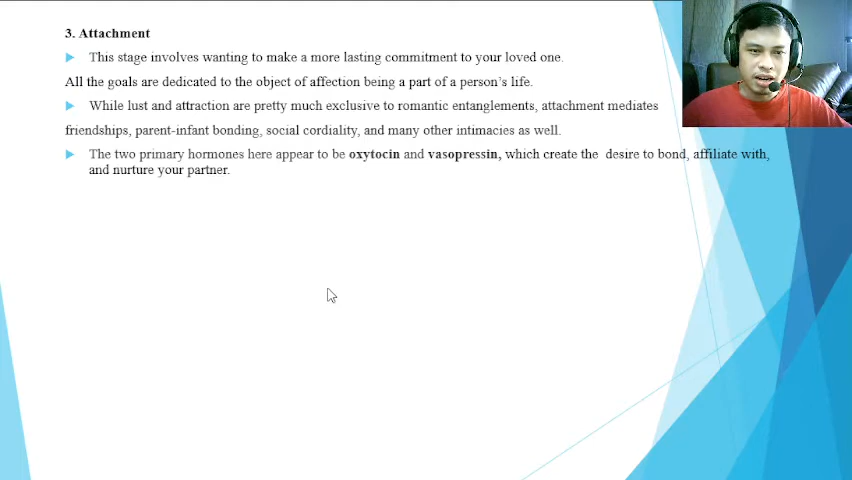 3. Attachment
This stage involves wanting to make a more lasting commitment to your loved one.
All the goals are dedicated to the object of affection being a part of a person's life.
While lust and attraction are pretty much exclusive to romantic entanglements, attachment mediates
friendships, parent-infant bonding, social cordiality, and many other intimacies as well.
The two primary hormones here appear to be oxytocin and vasopressin, which create the desire to bond, affiliate with,
and nurture your partner.